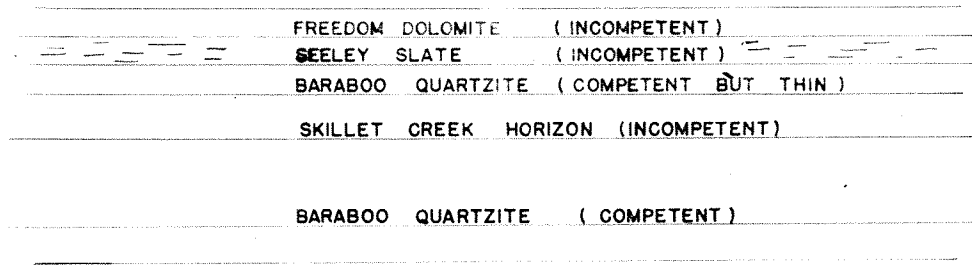 FREEDOM DOLOMITE (INCOMPETENT)
SEELEY SLATE (INCOMPETENT)
BARABOO QUARTZITE (COMPETENT BUT THIN)
SKILLET CREEK HORIZON (INCOMPETENT)
BARABOO QUARTZITE (COMPETENT)